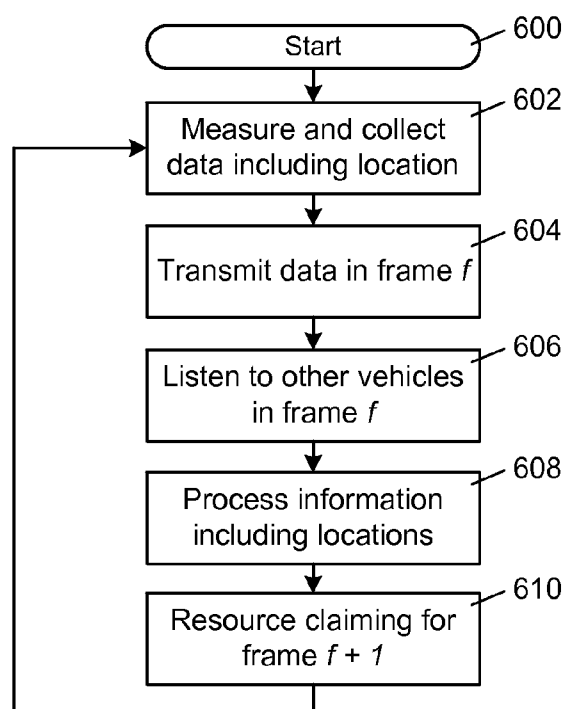 Start
600
Measure and collect
data including location
602
Transmit data in frame f
604
Listen to other vehicles
in frame f
606
Process information
including locations
608
Resource claiming for
frame f + 1
610